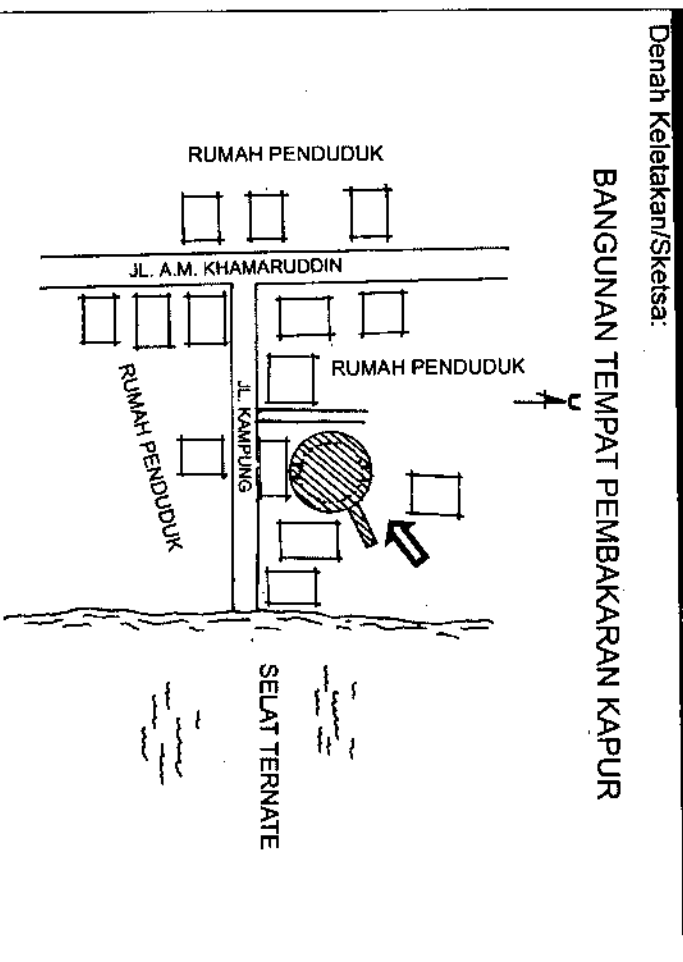 Denah Keletakan/Sketsa:
BANGUNAN TEMPAT PEMBAKARAN KAPUR
U
RUMAH PENDUDUK
JL. A.M. KHAMARUDDIN
RUMAH PENDUDUK
JL. KAMPUNG
RUMAH PENDUDUK
SELAT TERNATE